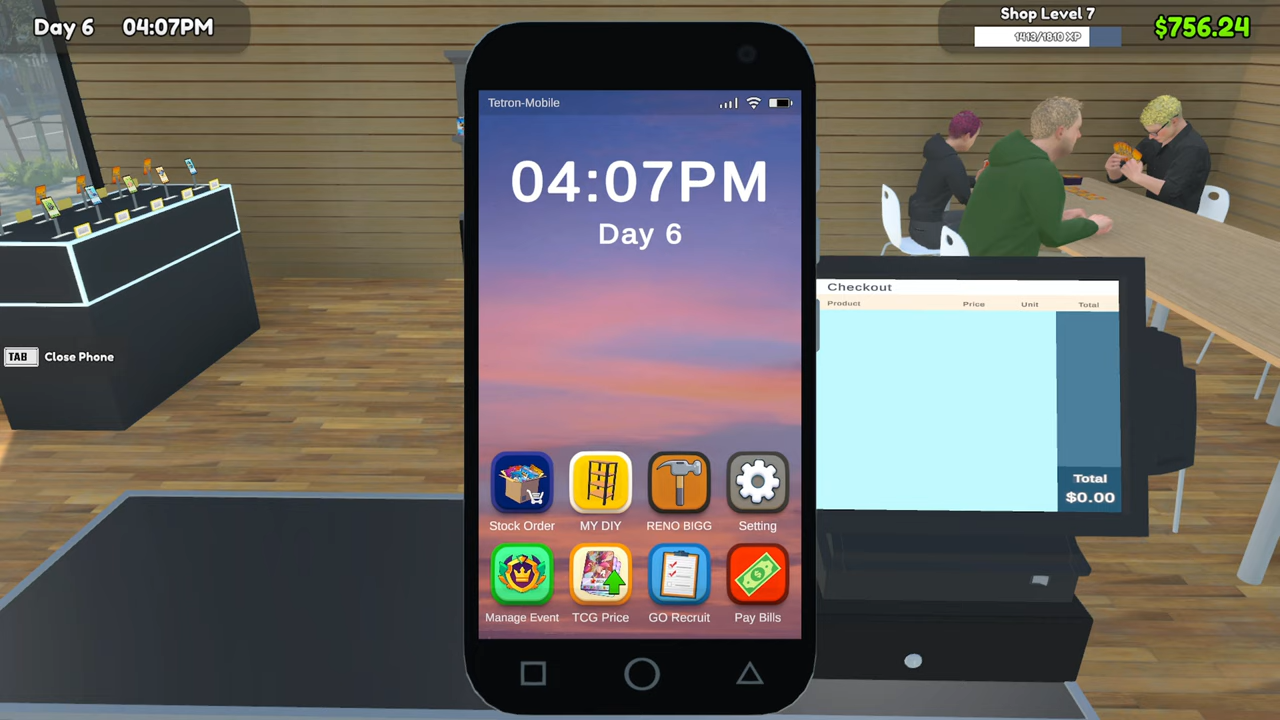 Day 6 04:07PM
Shop Level 7
1413/1810 XP
$756.24
Tetron-Mobile
04:07PM
Day 6
TAB Close Phone
Stock Order MY DIY RENO BIGG Setting
Manage Event TCG Price GO Recruit Pay Bills
Checkout
Product Price Unit Total
Total
$0.00